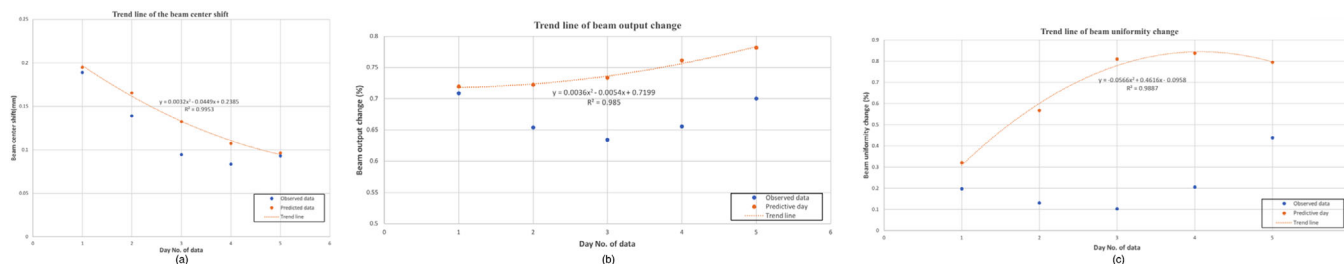 Trend line of the beam center shift
0.25
0.2
0.15
0.1
0.05
0
0 1 2 3 4 5 6
Beam center shift(mm)
y = 0.0032x² - 0.0449x + 0.2385
R² = 0.9953
Observed data
Predicted data
Trend line
Day No. of data
(a)
Trend line of beam output change
0.8
0.75
0.7
0.65
0.6
0.55
0.5
0 1 2 3 4 5 6
Beam output change (%)
y = 0.0036x² - 0.0054x + 0.7199
R² = 0.985
Observed data
Predictive day
Trend line
Day No. of data
(b)
Trend line of beam uniformity change
0.9
0.8
0.7
0.6
0.5
0.4
0.3
0.2
0.1
0
0 1 2 3 4 5 6
Beam uniformity change (%)
y = -0.0566x² + 0.4616x - 0.0958
R² = 0.9887
Observed data
Predictive day
Trend line
Day No. of data
(c)